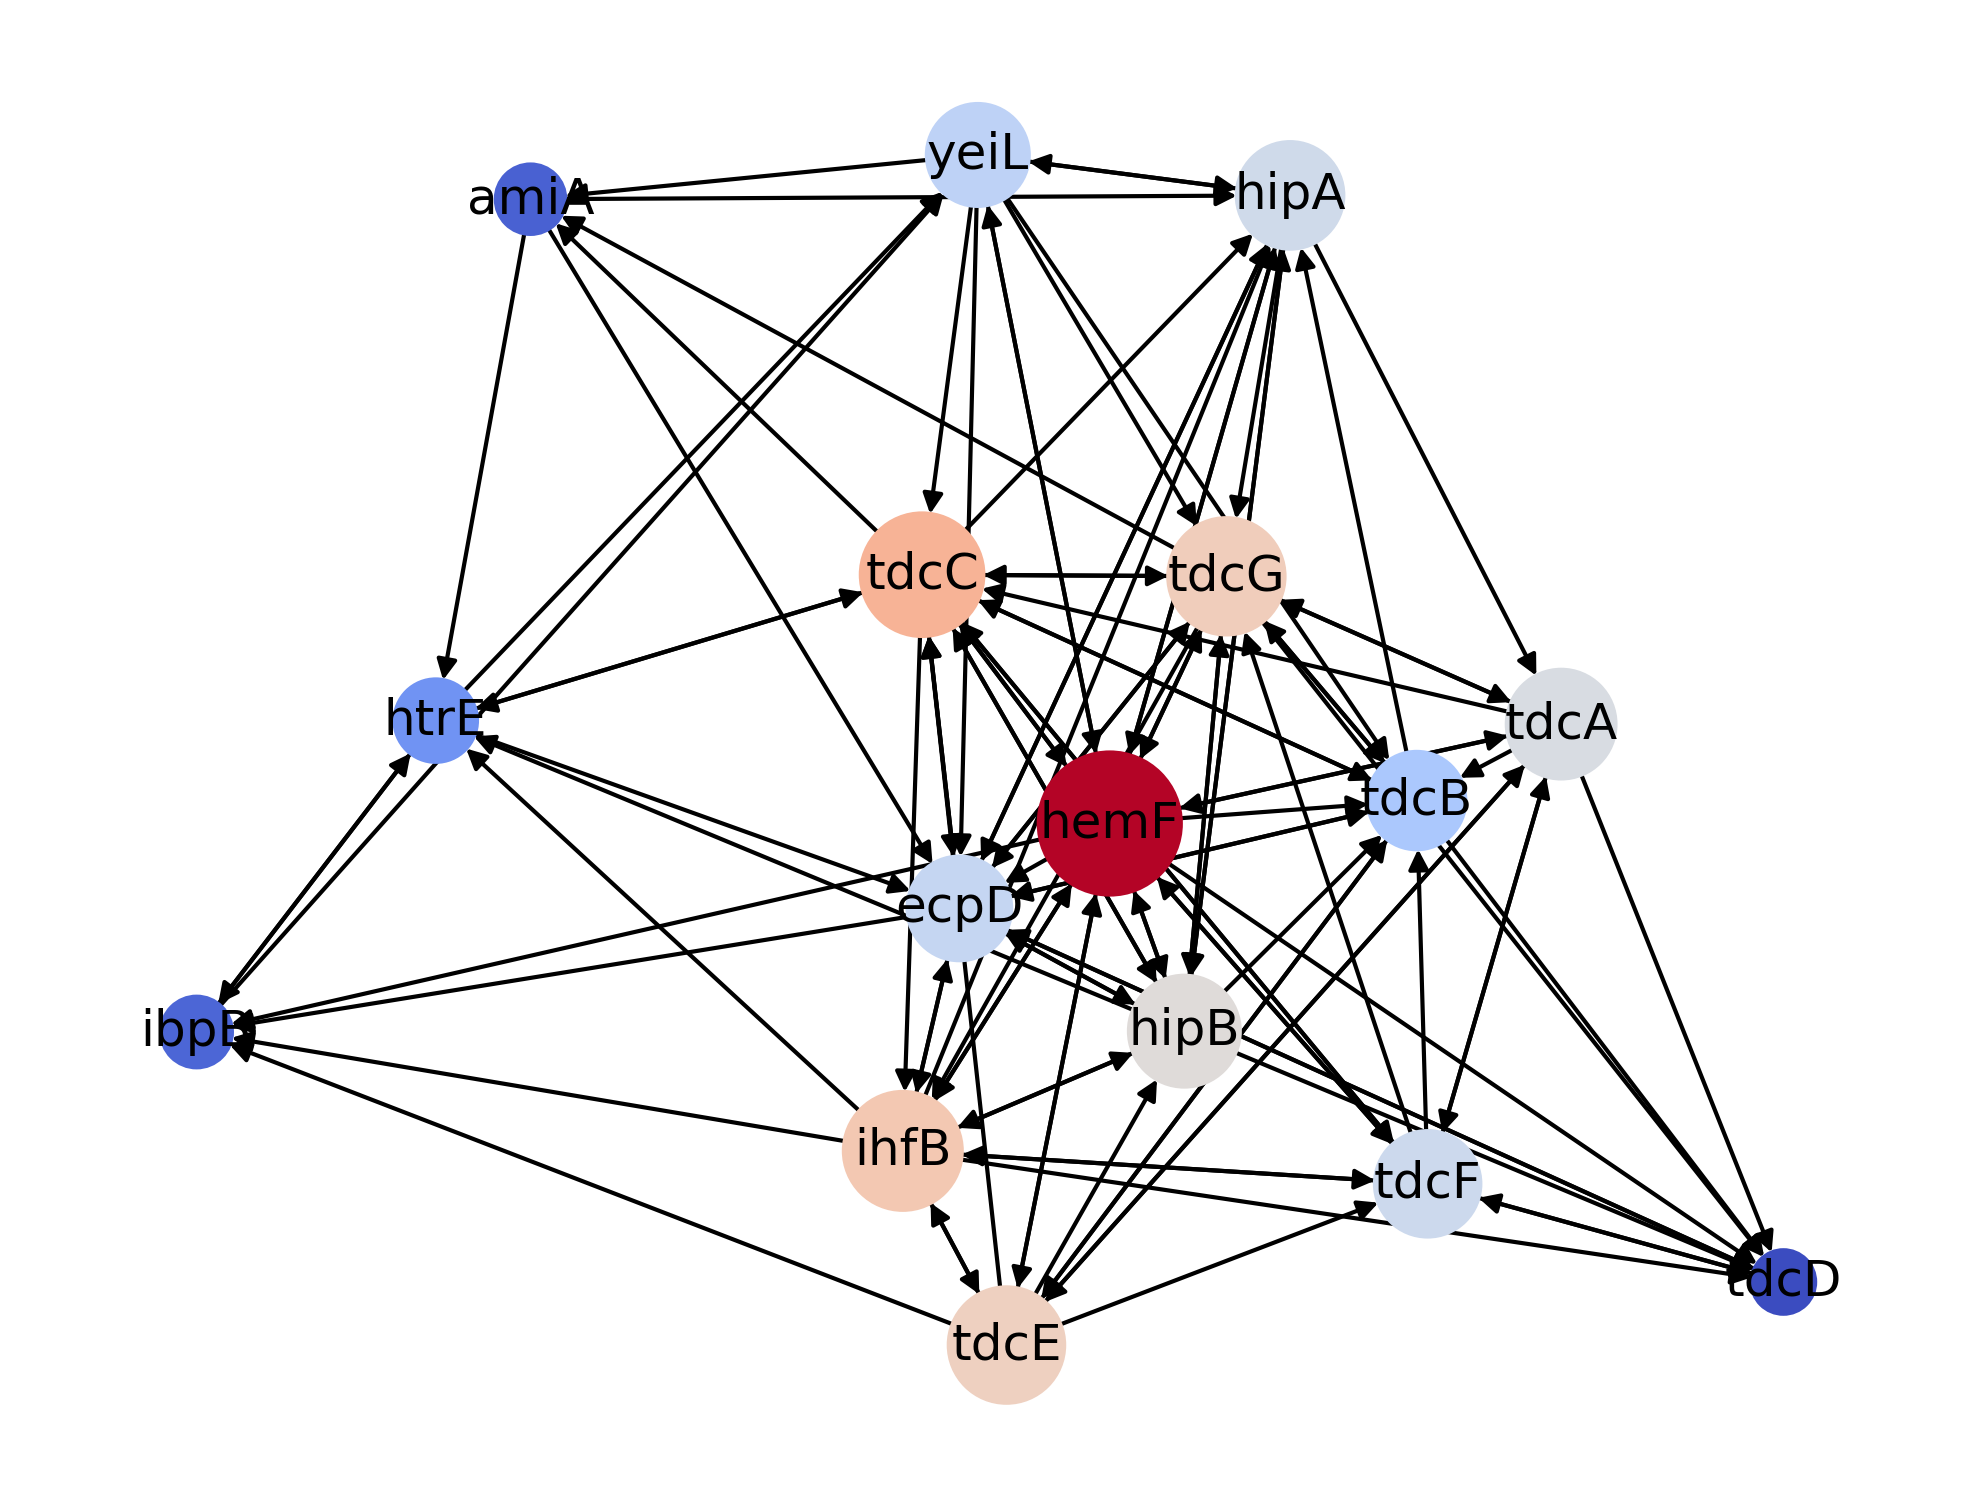 yeiL
amiA
hipA
tdcC
tdcG
htrE
tdcA
tdcB
hemF
ecpD
ibpB
hipB
ihfB
tdcF
tdcD
tdcE